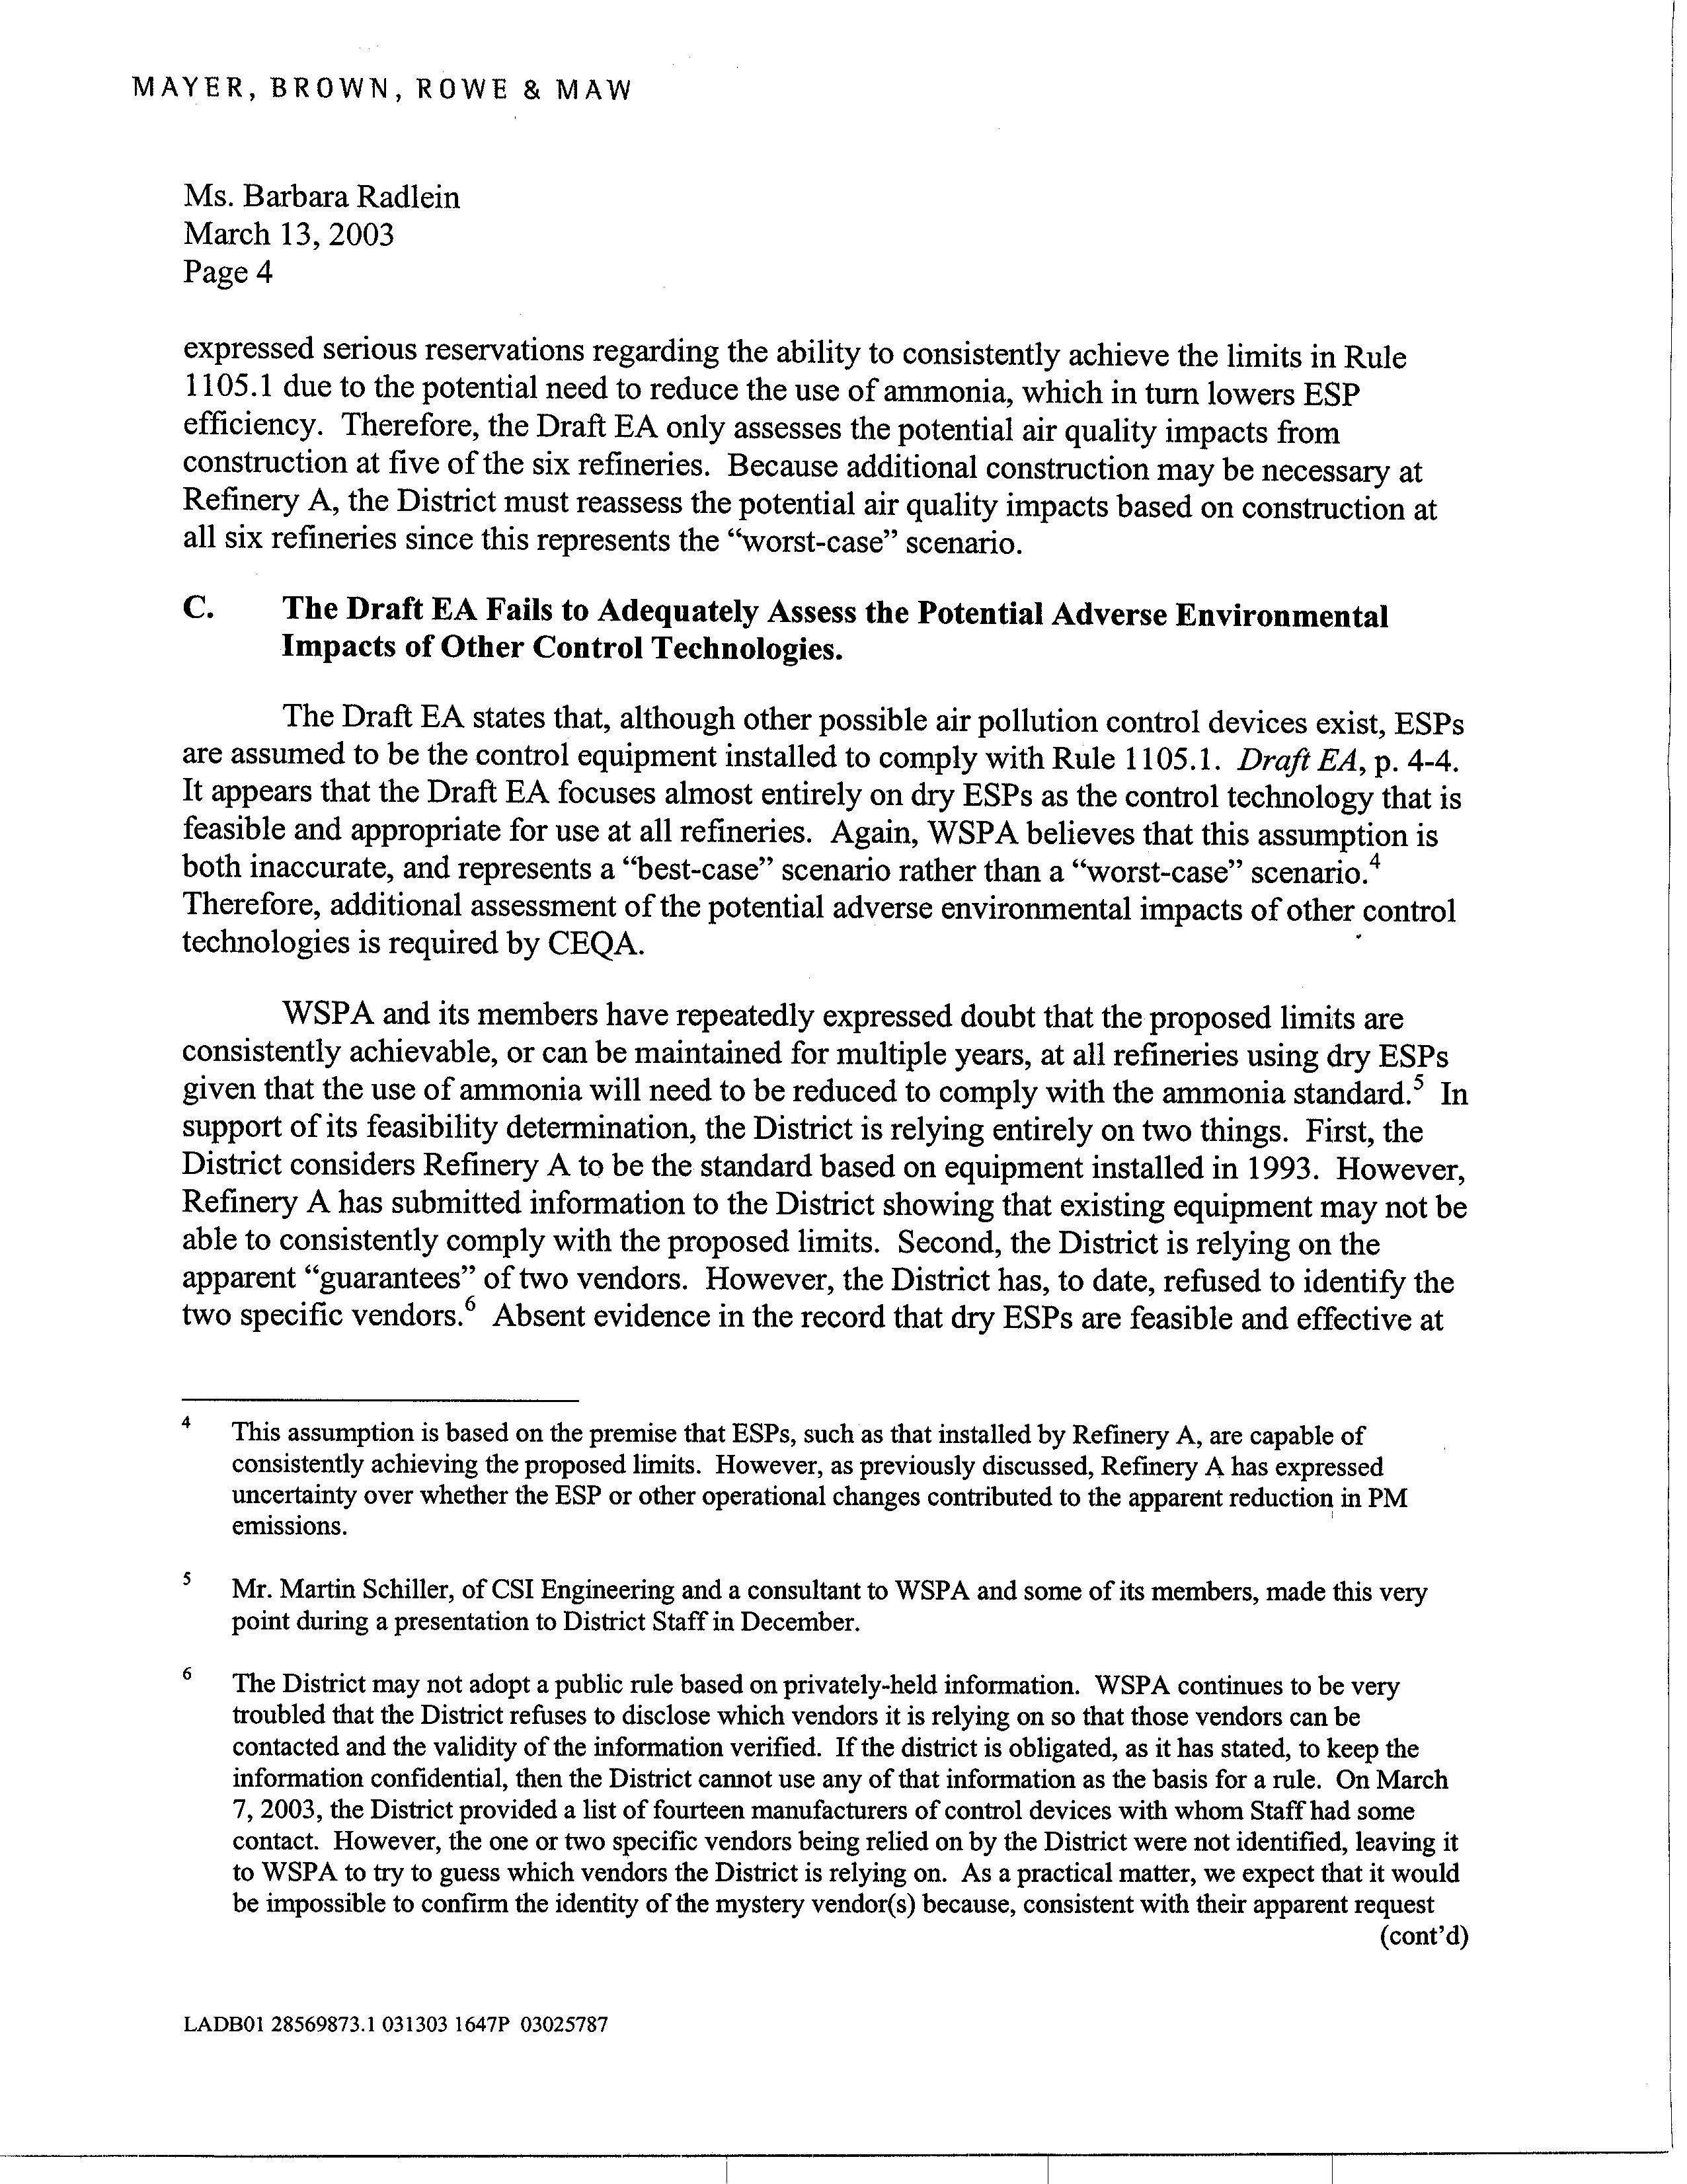 MAYER, BROWN, ROWE & MAW
Ms. Barbara Radlein
March 13, 2003
Page 4
expressed serious reservations regarding the ability to consistently achieve the limits in Rule
1105.1 due to the potential need to reduce the use of ammonia, which in turn lowers ESP
efficiency. Therefore, the Draft EA only assesses the potential air quality impacts from
construction at five of the six refineries. Because additional construction may be necessary at
Refinery A, the District must reassess the potential air quality impacts based on construction at
all six refineries since this represents the “worst-case” scenario.
C. The Draft EA Fails to Adequately Assess the Potential Adverse Environmental
Impacts of Other Control Technologies.
The Draft EA states that, although other possible air pollution control devices exist, ESPs
are assumed to be the control equipment installed to comply with Rule 1105.1. Draft EA, p. 4-4.
It appears that the Draft EA focuses almost entirely on dry ESPs as the control technology that is
feasible and appropriate for use at all refineries. Again, WSPA believes that this assumption is
both inaccurate, and represents a “best-case” scenario rather than a “worst-case” scenario.4
Therefore, additional assessment of the potential adverse environmental impacts of other control
technologies is required by CEQA.
WSPA and its members have repeatedly expressed doubt that the proposed limits are
consistently achievable, or can be maintained for multiple years, at all refineries using dry ESPs
given that the use of ammonia will need to be reduced to comply with the ammonia standard.5 In
support of its feasibility determination, the District is relying entirely on two things. First, the
District considers Refinery A to be the standard based on equipment installed in 1993. However,
Refinery A has submitted information to the District showing that existing equipment may not be
able to consistently comply with the proposed limits. Second, the District is relying on the
apparent “guarantees” of two vendors. However, the District has, to date, refused to identify the
two specific vendors.6 Absent evidence in the record that dry ESPs are feasible and effective at
4 This assumption is based on the premise that ESPs, such as that installed by Refinery A, are capable of
consistently achieving the proposed limits. However, as previously discussed, Refinery A has expressed
uncertainty over whether the ESP or other operational changes contributed to the apparent reduction in PM
emissions.
5 Mr. Martin Schiller, of CSI Engineering and a consultant to WSPA and some of its members, made this very
point during a presentation to District Staff in December.
6 The District may not adopt a public rule based on privately-held information. WSPA continues to be very
troubled that the District refuses to disclose which vendors it is relying on so that those vendors can be
contacted and the validity of the information verified. If the district is obligated, as it has stated, to keep the
information confidential, then the District cannot use any of that information as the basis for a rule. On March
7, 2003, the District provided a list of fourteen manufacturers of control devices with whom Staff had some
contact. However, the one or two specific vendors being relied on by the District were not identified, leaving it
to WSPA to try to guess which vendors the District is relying on. As a practical matter, we expect that it would
be impossible to confirm the identity of the mystery vendor(s) because, consistent with their apparent request
(cont’d)
LADB01 28569873.1 031303 1647P 03025787